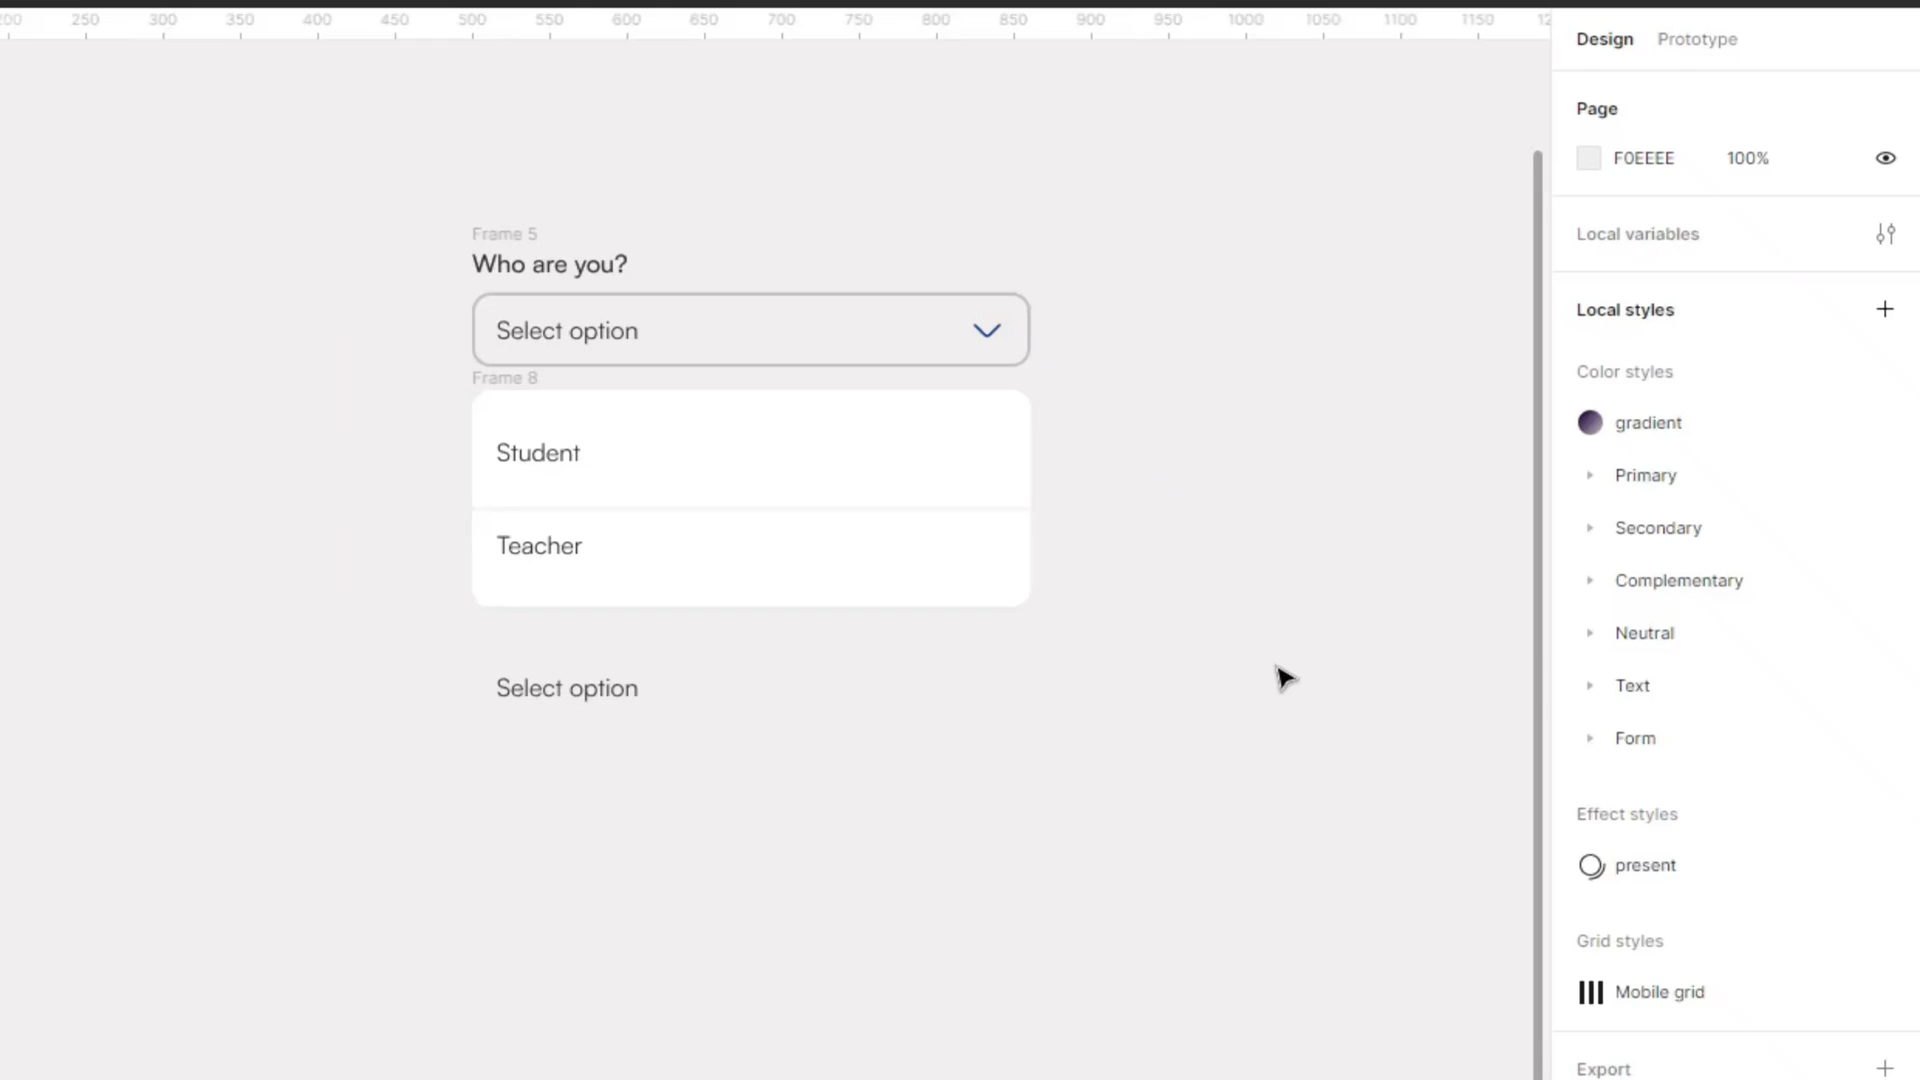 200 250 300 350 400 450 500 550 600 650 700 750 800 850 900 950 1000 1050 1100 1150
Design Prototype
Page
F0EEEE 100%
Local variables
Local styles
Color styles
gradient
Primary
Secondary
Complementary
Neutral
Text
Form
Effect styles
present
Grid styles
Mobile grid
Export
Frame 5
Who are you?
Select option
Frame 8
Student
Teacher
Select option